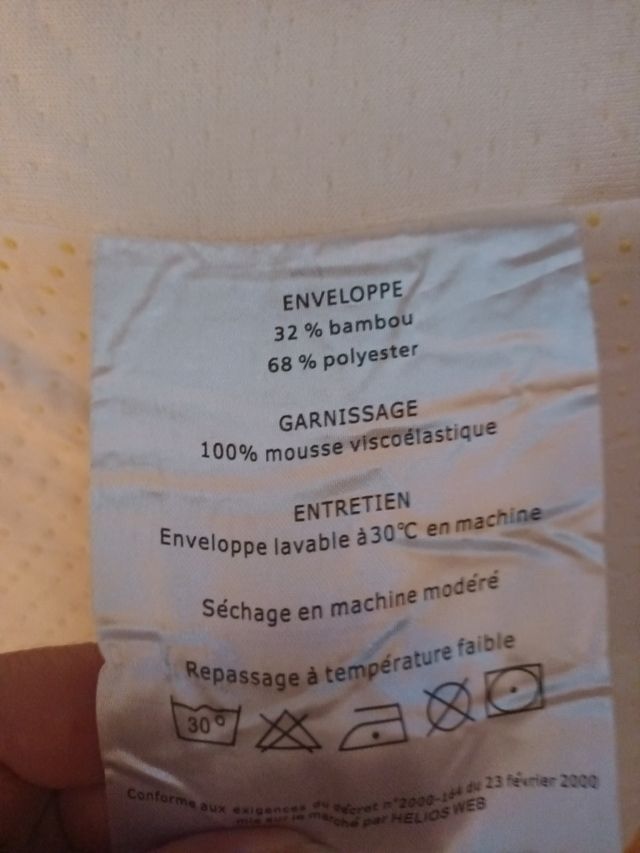 ENVELOPPE
32 % bambou
68 % polyester
GARNISSAGE
100% mousse viscoélastique
ENTRETIEN
Enveloppe lavable à30°C en machine
Séchage en machine modéré
Repassage à température faible
30°
Conforme aux exigences du décret n°2000-164 du 23 février 2000
mis sur le marché par HELIOS WEB